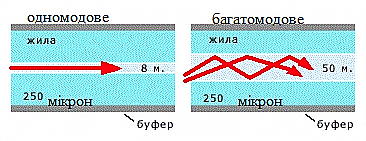 одномодове
жила
8 м.
250 мікрон
буфер
багатомодове
жила
50 м.
250 мікрон
буфер